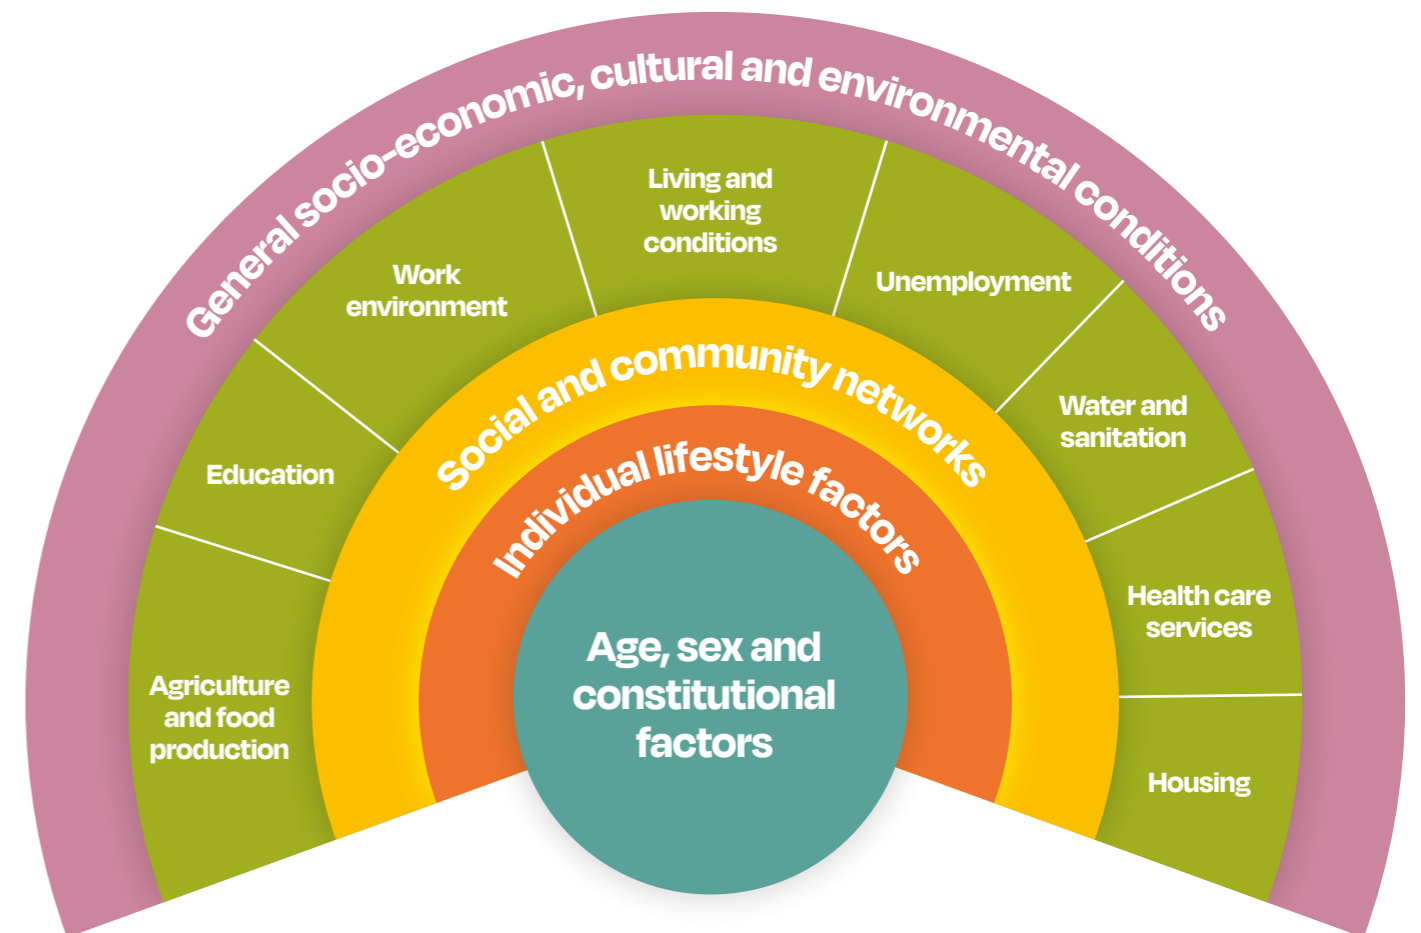 General socio-economic, cultural and environmental conditions
Living and
working
conditions
Work
environment
Unemployment
Social and community networks
Water and
sanitation
Education
Individual lifestyle factors
Health care
services
Age, sex and
constitutional
factors
Agriculture
and food
production
Housing